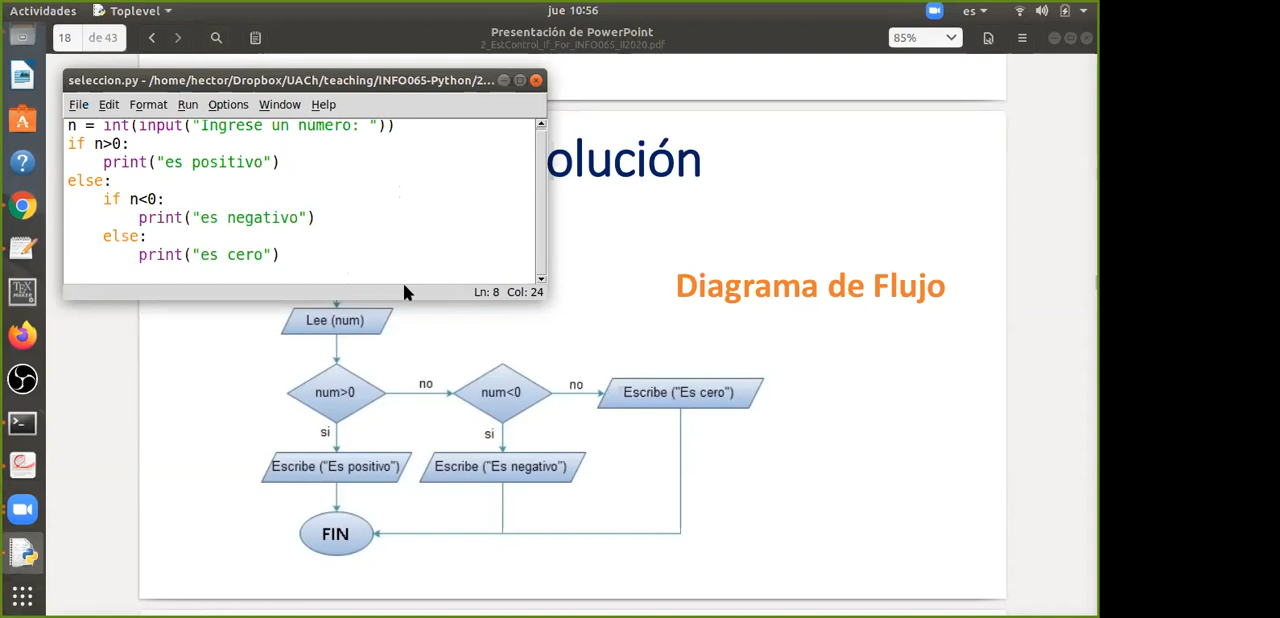 Actividades
Toplevel
jue 10:56
es
18
de 43
Presentación de PowerPoint
2_EstControl_If_For_INFO065_II2020.pdf
85%
seleccion.py - /home/hector/Dropbox/UACh/teaching/INFO065-Python/2...
File Edit Format Run Options Window Help
n = int(input("Ingrese un numero: "))
if n>0:
    print("es positivo")
else:
    if n<0:
        print("es negativo")
    else:
        print("es cero")
Ln: 8 Col: 24
olución
Diagrama de Flujo
Lee (num)
num>0
no
num<0
no
Escribe ("Es cero")
si
si
Escribe ("Es positivo")
Escribe ("Es negativo")
FIN